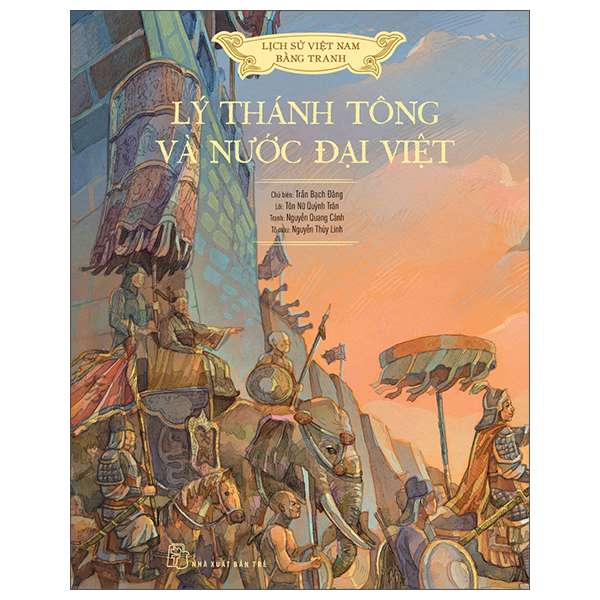 LỊCH SỬ VIỆT NAM
BẰNG TRANH
LÝ THÁNH TÔNG
VÀ NƯỚC ĐẠI VIỆT
Chủ biên: Trần Bạch Đằng
Lời: Tôn Nữ Quỳnh Trân
Tranh: Nguyễn Quang Cảnh
Tô màu: Nguyễn Thùy Linh
NHÀ XUẤT BẢN TRẺ